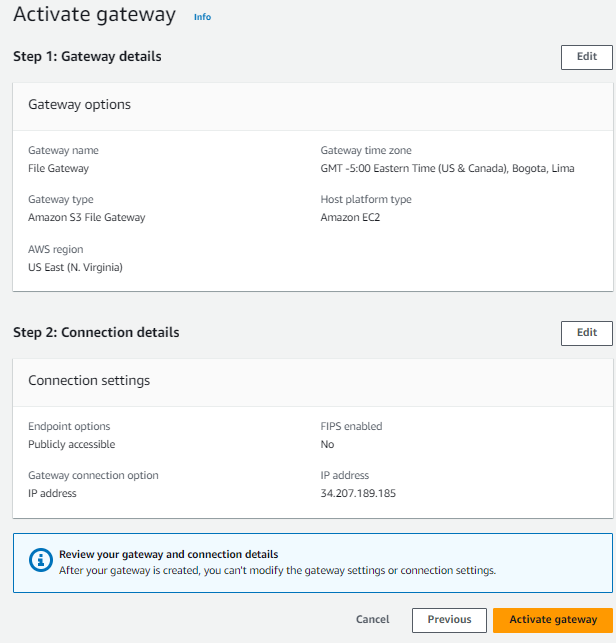 Activate gateway Info
Step 1: Gateway details
Edit
Gateway options
Gateway name
File Gateway
Gateway time zone
GMT -5:00 Eastern Time (US & Canada), Bogota, Lima
Gateway type
Amazon S3 File Gateway
Host platform type
Amazon EC2
AWS region
US East (N. Virginia)
Step 2: Connection details
Edit
Connection settings
Endpoint options
Publicly accessible
FIPS enabled
No
Gateway connection option
IP address
IP address
34.207.189.185
Review your gateway and connection details
After your gateway is created, you can't modify the gateway settings or connection settings.
Cancel
Previous
Activate gateway